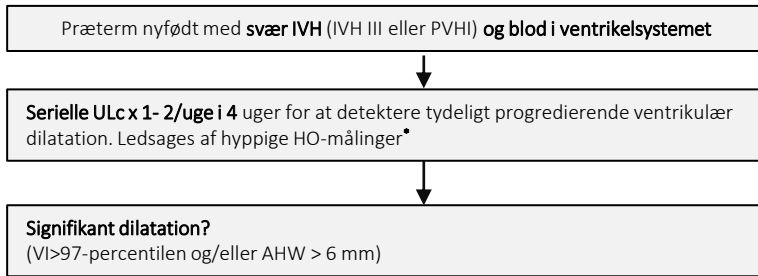 Præterm nyfødt med svær IVH (IVH III eller PVHI) og blod i ventrikelsystemet
Serielle ULc x 1- 2/uge i 4 uger for at detektere tydeligt progredierende ventrikulær
dilatation. Ledsages af hyppige HO-målinger*
Signifikant dilatation?
(VI>97-percentilen og/eller AHW > 6 mm)